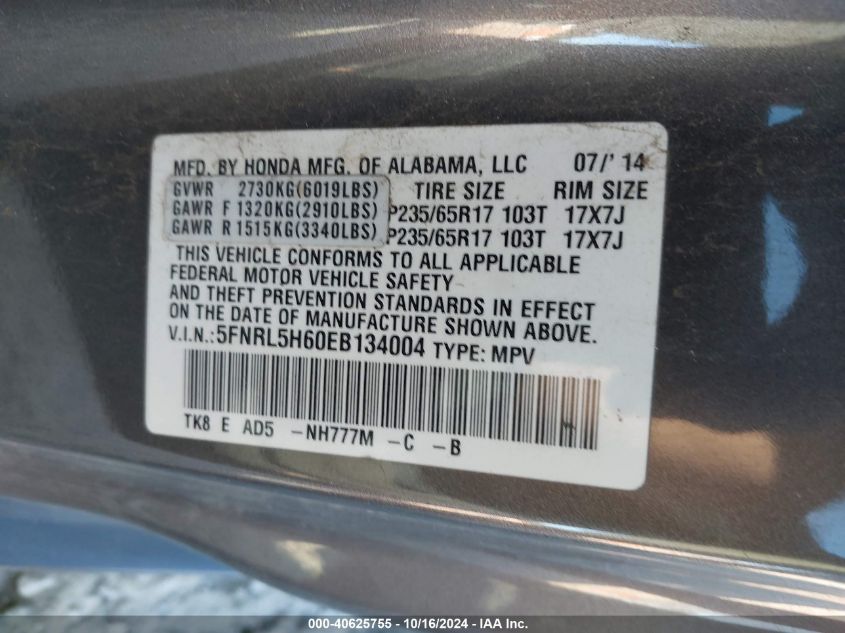 MFD. BY HONDA MFG. OF ALABAMA, LLC 07/'14
GVWR 2730KG(6019LBS) TIRE SIZE RIM SIZE
GAWR F 1320KG(2910LBS) P235/65R17 103T 17X7J
GAWR R 1515KG(3340LBS) P235/65R17 103T 17X7J
THIS VEHICLE CONFORMS TO ALL APPLICABLE
FEDERAL MOTOR VEHICLE SAFETY
AND THEFT PREVENTION STANDARDS IN EFFECT
ON THE DATE OF MANUFACTURE SHOWN ABOVE.
V.I.N.:5FNRL5H60EB134004 TYPE: MPV
TK8 E AD5 -NH777M -C -B
000-40625755 - 10/16/2024 - IAA, Inc.